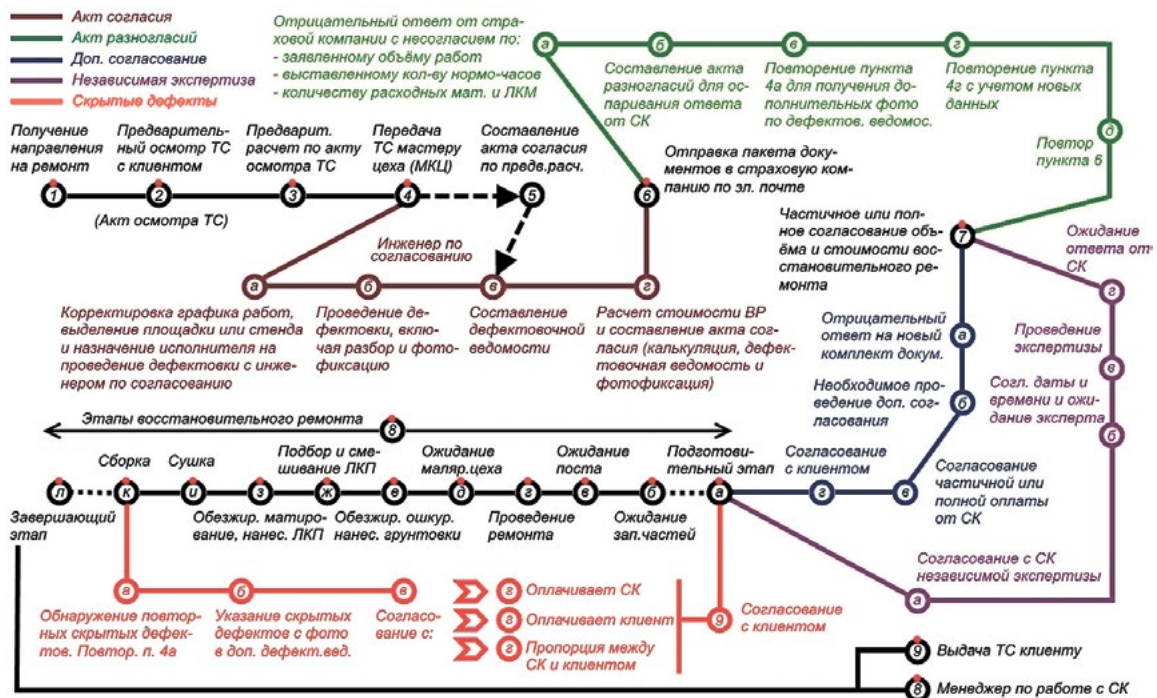 Акт согласия
Акт разногласий
Доп. согласование
Независимая экспертиза
Скрытые дефекты
Отрицательный ответ от стра-
ховой компании с несогласием по:
- заявленному объёму работ
- выставленному кол-ву нормо-часов
- количеству расходных мат. и ЛКМ
а
б
в
г
Составление акта
разногласий для ос-
паривания ответа
от СК
Повторение пункта
4а для получения до-
полнительных фото
по дефектов. ведомос.
Повторение пункта
4г с учетом новых
данных
д
Повтор
пункта 6
Получение
направления
на ремонт
Предваритель-
ный осмотр ТС
с клиентом
Предварит.
расчет по акту
осмотра ТС
Передача
ТС мастеру
цеха (МКЦ)
Составление
акта согласия
по предв.расч.
Отправка пакета доку-
ментов в страховую ком-
панию по эл. почте
1
2
3
4
5
6
(Акт осмотра ТС)
Частичное или пол-
ное согласование объ-
ёма и стоимости вос-
становительного ре-
монта
7
Ожидание
ответа от
СК
Инженер по
согласованию
а
б
в
г
г
Корректировка графика работ,
выделение площадки или стенда
и назначение исполнителя на
проведение дефектовки с инже-
нером по согласованию
Проведение де-
фектовки, вклю-
чая разбор и фото-
фиксацию
Составление
дефектовочной
ведомости
Расчет стоимости ВР
и составление акта сог-
ласия (калькуляция, дефек-
товочная ведомость и
фотофиксация)
Отрицательный
ответ на новый
комплект докум.
а
Проведение
экспертизы
в
Необходимое про-
ведение доп. сог-
ласования
б
Согл. даты и
времени и ожи-
дание эксперта
б
Этапы восстановительного ремонта
8
Сборка
Сушка
Подбор и сме-
шивание ЛКП
Ожидание
маляр.цеха
Ожидание
поста
Подготови-
тельный этап
Согласование
с клиентом
л
к
и
з
ж
е
д
г
в
б
а
г
в
Согласование
частичной или
полной оплаты
от СК
Завершающий
этап
Обезжир. матиро-
вание, нанес. ЛКП
Обезжир. ошкур.
нанес. грунтовки
Проведение
ремонта
Ожидание
зап.частей
Согласование с СК
независимой экспертизы
а
а
б
в
Обнаружение повтор-
ных скрытых дефек-
тов. Повтор. п. 4а
Указание скрытых
дефектов с фото
в доп. дефект.вед.
Согласо-
вание с:
г Оплачивает СК
г Оплачивает клиент
г Пропорция между
СК и клиентом
9
Согласование
с клиентом
9 Выдача ТС клиенту
8 Менеджер по работе с СК